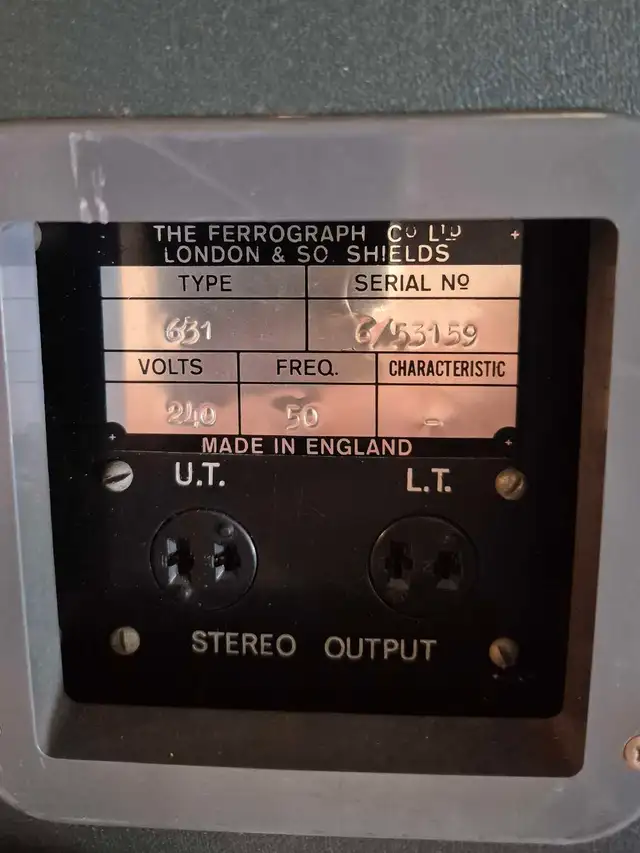 THE FERROGRAPH Cº LTD
LONDON & SO. SHIELDS
TYPE SERIAL Nº
631 6/53159
VOLTS FREQ. CHARACTERISTIC
240 50 –
MADE IN ENGLAND
U.T. L.T.
STEREO OUTPUT